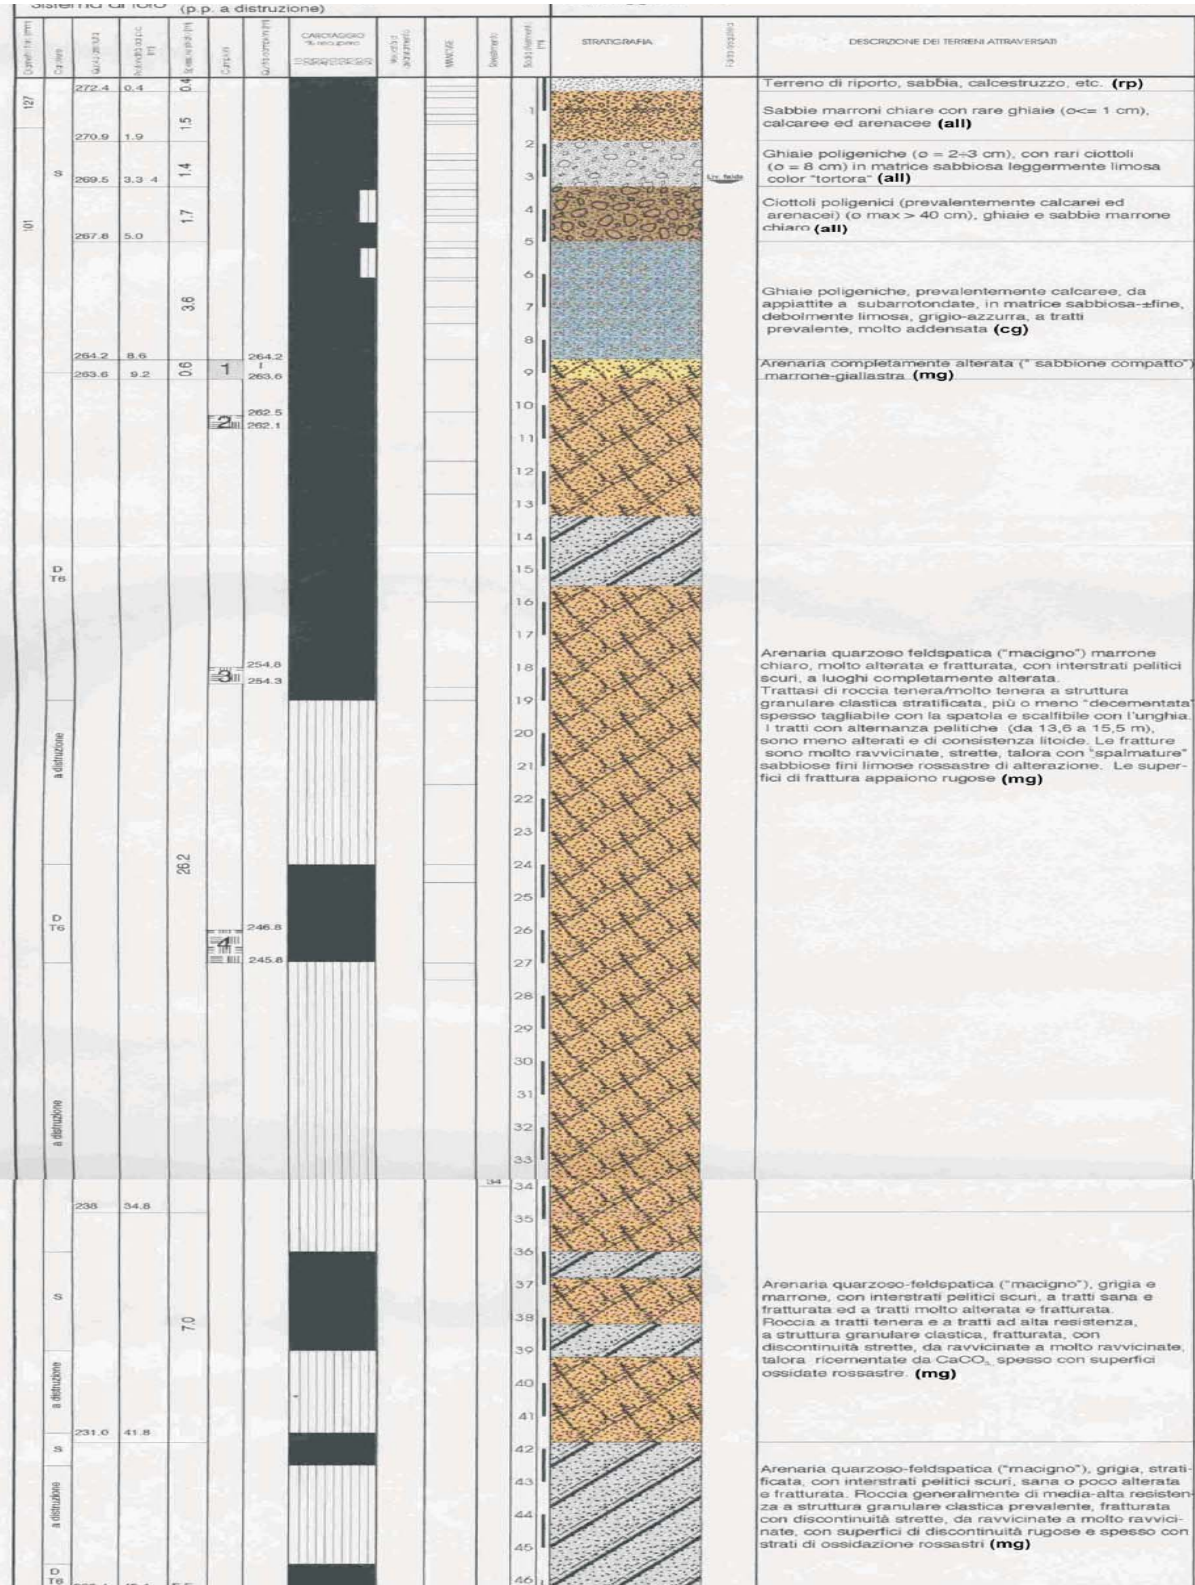 Sistema di foro (p.p. a distruzione)
Carotiere
Campioni
Quota campioni (m)
CAROTAGGIO
% recupero
MANOVRE
Rivestimento
STRATIGRAFIA
DESCRIZIONE DEI TERRENI ATTRAVERSATI
127
101
S
D
T6
a distruzione
D
T6
a distruzione
S
a distruzione
S
a distruzione
D
T6
272.4 0.4 0.4
1.5
270.9 1.9
1.4
269.5 3.3 4
1.7
267.8 5.0
3.6
264.2 8.6
0.6
263.6 9.2
26.2
238 34.8
7.0
231.0 41.8
1
264.2
263.6
2
262.5
262.1
3
254.8
254.3
4
246.8
245.8
34
1
2
3
4
5
6
7
8
9
10
11
12
13
14
15
16
17
18
19
20
21
22
23
24
25
26
27
28
29
30
31
32
33
34
35
36
37
38
39
40
41
42
43
44
45
46
Liv. falda
Terreno di riporto, sabbia, calcestruzzo, etc. (rp)
Sabbie marroni chiare con rare ghiaie (ø<= 1 cm),
calcaree ed arenacee (all)
Ghiaie poligeniche (ø = 2÷3 cm), con rari ciottoli
(ø = 8 cm) in matrice sabbiosa leggermente limosa
color "tortora" (all)
Ciottoli poligenici (prevalentemente calcarei ed
arenacei) (ø max > 40 cm), ghiaie e sabbie marrone
chiaro (all)
Ghiaie poligeniche, prevalentemente calcaree, da
appiattite a subarrotondate, in matrice sabbiosa-±fine,
debolmente limosa, grigio-azzurra, a tratti
prevalente, molto addensata (cg)
Arenaria completamente alterata (" sabbione compatto")
marrone-giallastra (mg)
Arenaria quarzoso feldspatica ("macigno") marrone
chiaro, molto alterata e fratturata, con interstrati pelitici
scuri, a luoghi completamente alterata.
Trattasi di roccia tenera/molto tenera a struttura
granulare clastica stratificata, più o meno "decementata"
spesso tagliabile con la spatola e scalfibile con l'unghia.
I tratti con alternanza pelitiche (da 13,6 a 15,5 m),
sono meno alterati e di consistenza litoide. Le fratture
sono molto ravvicinate, strette, talora con "spalmature"
sabbiose fini limose rossastre di alterazione. Le super-
fici di frattura appaiono rugose (mg)
Arenaria quarzoso-feldspatica ("macigno"), grigia e
marrone, con interstrati pelitici scuri, a tratti sana e
fratturata ed a tratti molto alterata e fratturata.
Roccia a tratti tenera e a tratti ad alta resistenza,
a struttura granulare clastica, fratturata, con
discontinuità strette, da ravvicinate a molto ravvicinate,
talora ricementate da CaCO₃, spesso con superfici
ossidate rossastre. (mg)
Arenaria quarzoso-feldspatica ("macigno"), grigia, strati-
ficata, con interstrati pelitici scuri, sana o poco alterata
e fratturata. Roccia generalmente di media-alta resisten-
za a struttura granulare clastica prevalente, fratturata
con discontinuità strette, da ravvicinate a molto ravvici-
nate, con superfici di discontinuità rugose e spesso con
strati di ossidazione rossastri (mg)